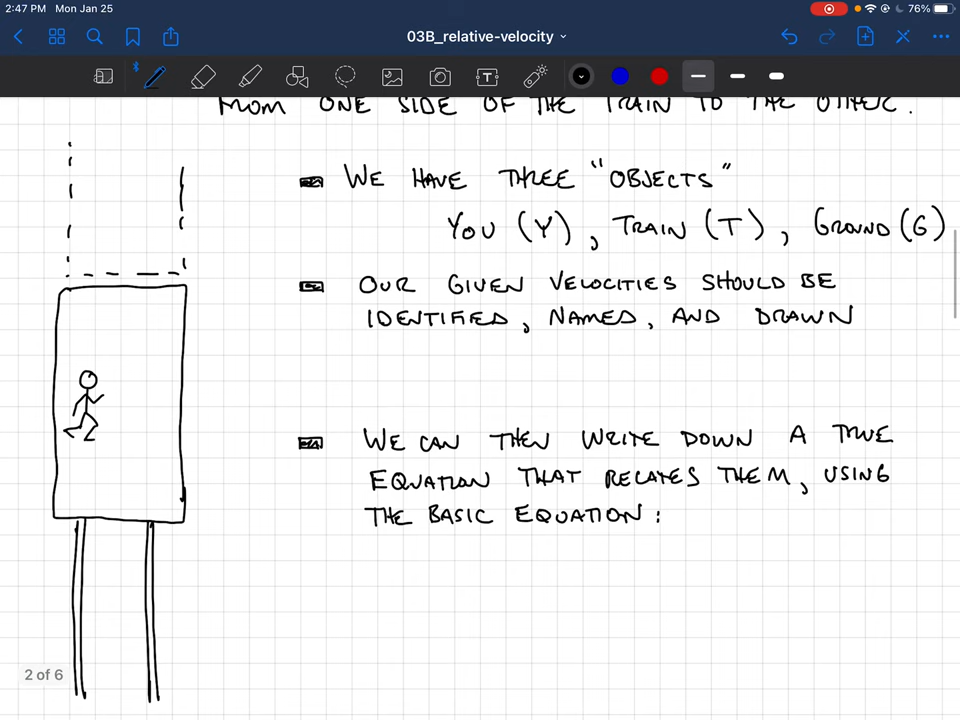 2:47 PM Mon Jan 25
76%
03B_relative-velocity
T
FROM ONE SIDE OF THE TRAIN TO THE OTHER.
WE HAVE THREE "OBJECTS"
YOU (Y), TRAIN (T), GROUND (G)
OUR GIVEN VELOCITIES SHOULD BE
IDENTIFIED, NAMED, AND DRAWN
WE CAN THEN WRITE DOWN A TRUE
EQUATION THAT RELATES THEM, USING
THE BASIC EQUATION:
2 of 6